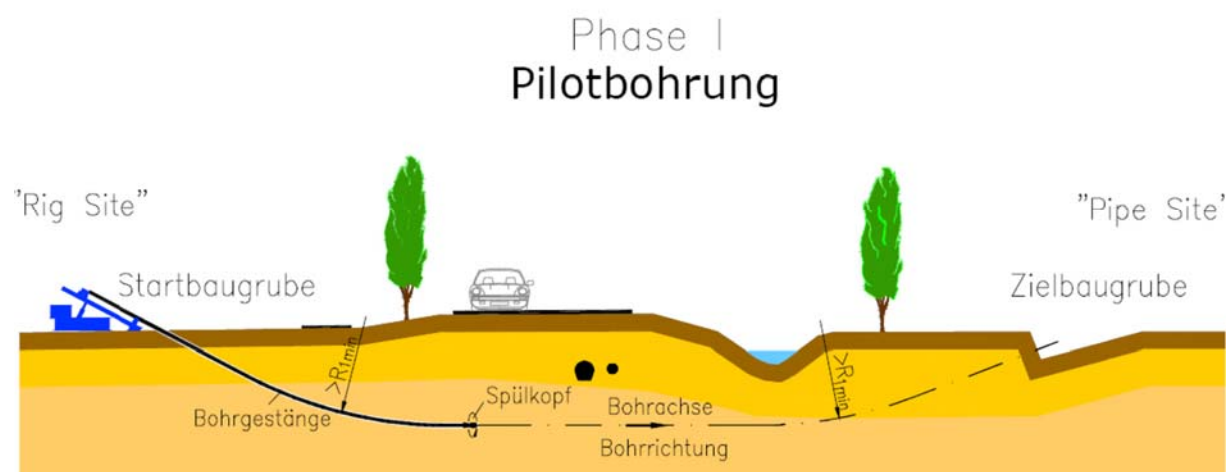 Phase I
Pilotbohrung
"Rig Site"
"Pipe Site"
Startbaugrube
Zielbaugrube
>R1min
>R1min
Bohrgestänge
Spülkopf
Bohrachse
Bohrrichtung